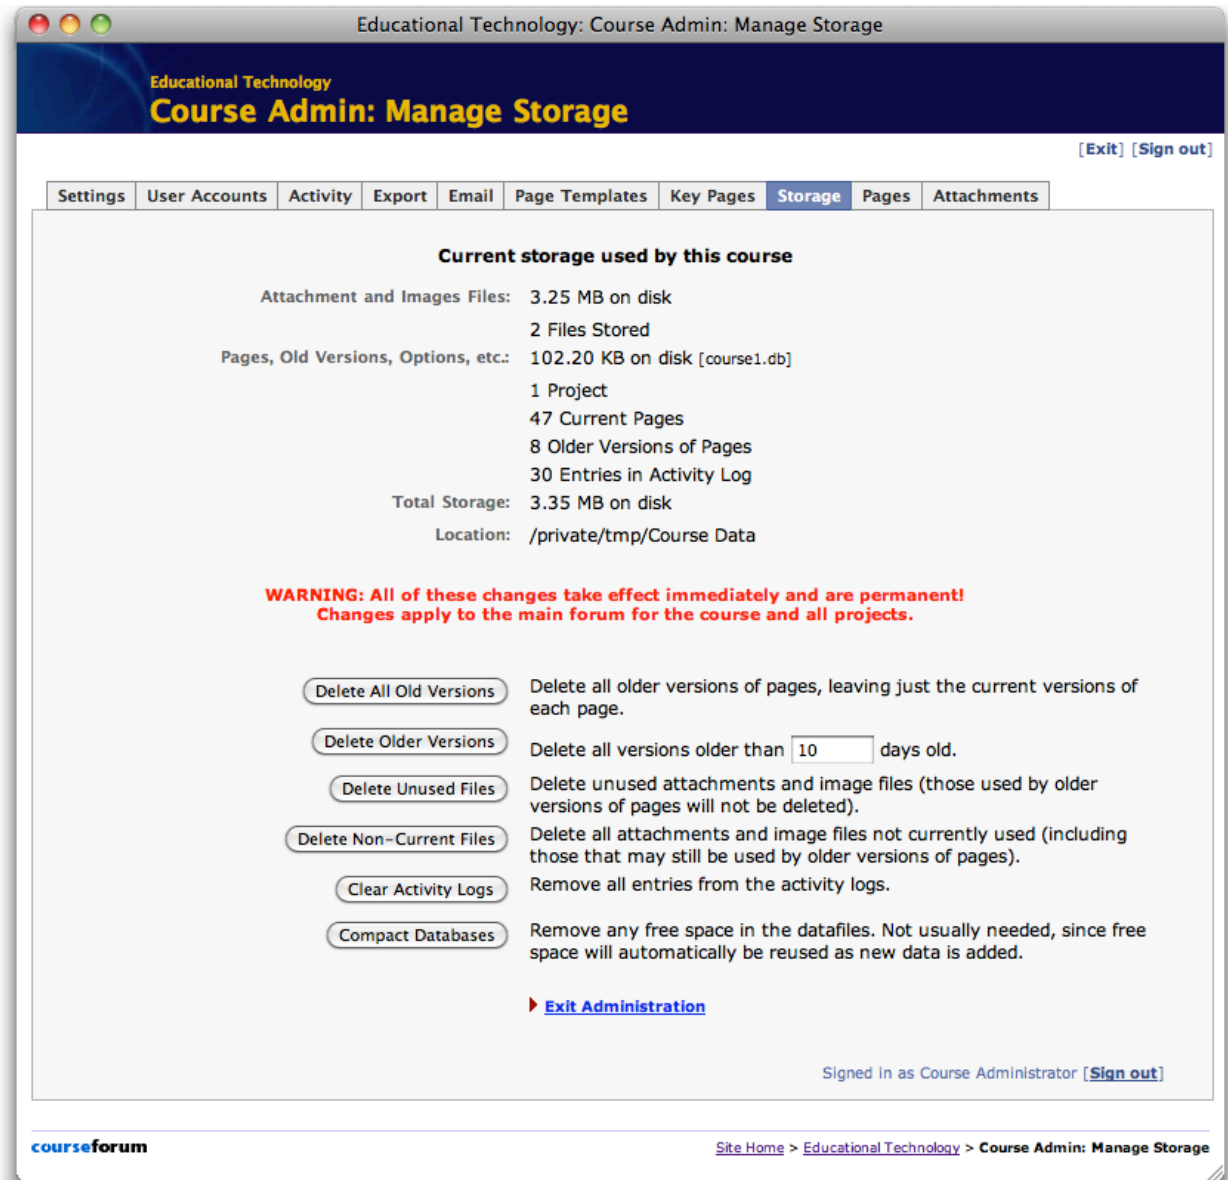 Educational Technology: Course Admin: Manage Storage
Educational Technology
Course Admin: Manage Storage
[Exit] [Sign out]
Settings User Accounts Activity Export Email Page Templates Key Pages Storage Pages Attachments
Current storage used by this course
Attachment and Images Files: 3.25 MB on disk
2 Files Stored
Pages, Old Versions, Options, etc.: 102.20 KB on disk [course1.db]
1 Project
47 Current Pages
8 Older Versions of Pages
30 Entries in Activity Log
Total Storage: 3.35 MB on disk
Location: /private/tmp/Course Data
WARNING: All of these changes take effect immediately and are permanent!
Changes apply to the main forum for the course and all projects.
Delete All Old Versions Delete all older versions of pages, leaving just the current versions of
each page.
Delete Older Versions Delete all versions older than 10 days old.
Delete Unused Files Delete unused attachments and image files (those used by older
versions of pages will not be deleted).
Delete Non-Current Files Delete all attachments and image files not currently used (including
those that may still be used by older versions of pages).
Clear Activity Logs Remove all entries from the activity logs.
Compact Databases Remove any free space in the datafiles. Not usually needed, since free
space will automatically be reused as new data is added.
Exit Administration
Signed in as Course Administrator [Sign out]
courseforum Site Home > Educational Technology > Course Admin: Manage Storage